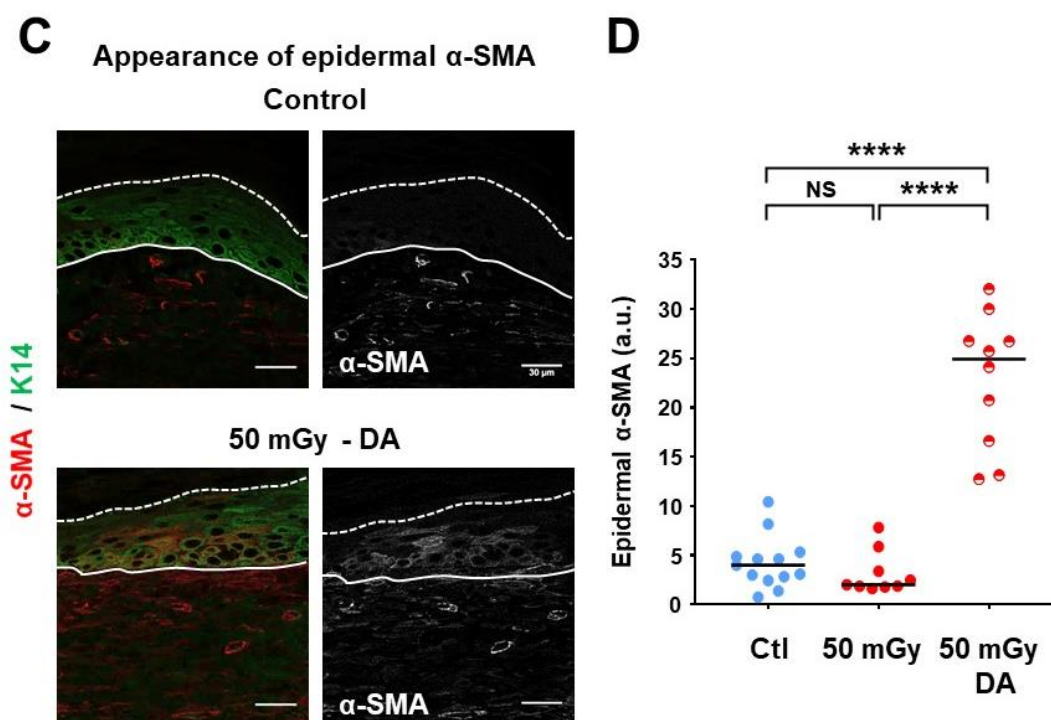 C
Appearance of epidermal α-SMA
Control
α-SMA
30 µm
α-SMA / K14
50 mGy - DA
α-SMA
D
****
NS
****
Epidermal α-SMA (a.u.)
35
30
25
20
15
10
5
0
Ctl
50 mGy
50 mGy
DA